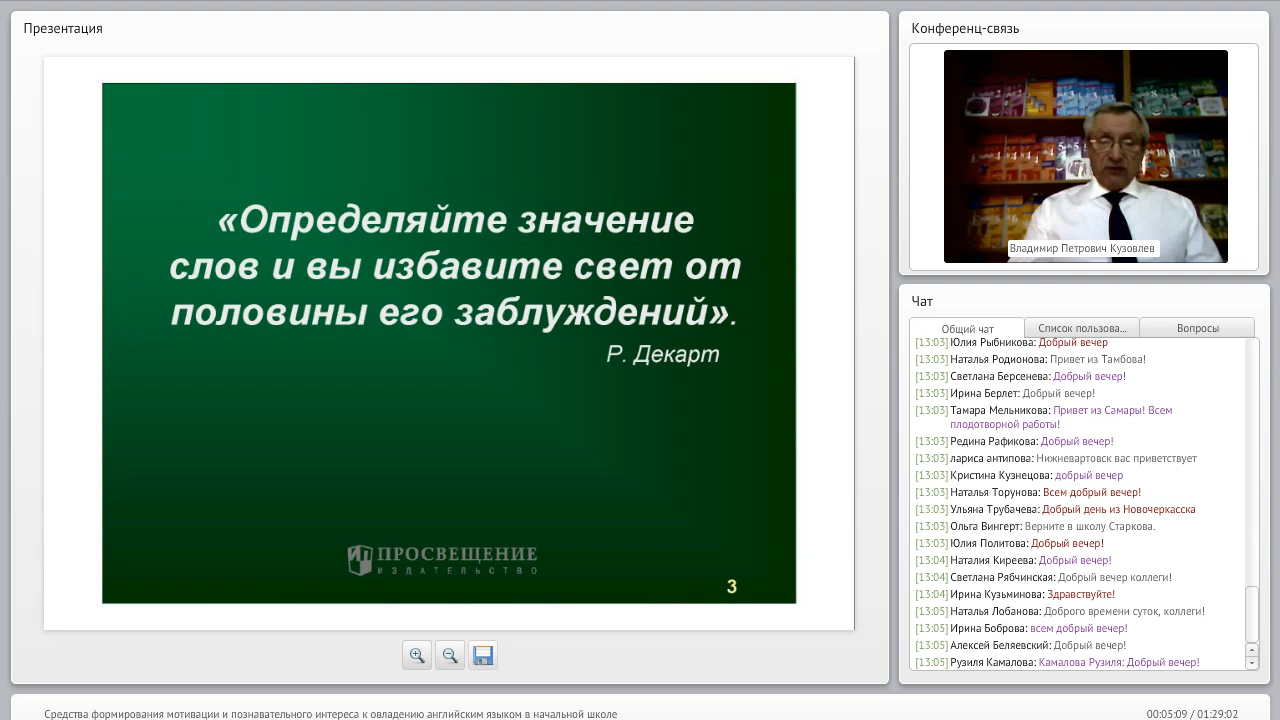 Презентация
«Определяйте значение
слов и вы избавите свет от
половины его заблуждений».
Р. Декарт
ПРОСВЕЩЕНИЕ
ИЗДАТЕЛЬСТВО
3
Конференц-связь
Владимир Петрович Кузовлев
Чат
Общий чат
Список пользова...
Вопросы
[13:03] Юлия Рыбникова: Добрый вечер
[13:03] Наталья Родионова: Привет из Тамбова!
[13:03] Светлана Берсенева: Добрый вечер!
[13:03] Ирина Берлет: Добрый вечер!
[13:03] Тамара Мельникова: Привет из Самары! Всем
плодотворной работы!
[13:03] Редина Рафикова: Добрый вечер!
[13:03] лариса антипова: Нижневартовск вас приветствует
[13:03] Кристина Кузнецова: добрый вечер
[13:03] Наталья Торунова: Всем добрый вечер!
[13:03] Ульяна Трубачева: Добрый день из Новочеркасска
[13:03] Ольга Вингерт: Верните в школу Старкова.
[13:03] Юлия Политова: Добрый вечер!
[13:04] Наталия Киреева: Добрый вечер!
[13:04] Светлана Рябчинская: Добрый вечер коллеги!
[13:04] Ирина Кузьминова: Здравствуйте!
[13:05] Наталья Лобанова: Доброго времени суток, коллеги!
[13:05] Ирина Боброва: всем добрый вечер!
[13:05] Алексей Беляевский: Добрый вечер!
[13:05] Рузиля Камалова: Камалова Рузиля: Добрый вечер!
Средства формирования мотивации и познавательного интереса к овладению английским языком в начальной школе
00:05:09 / 01:29:02